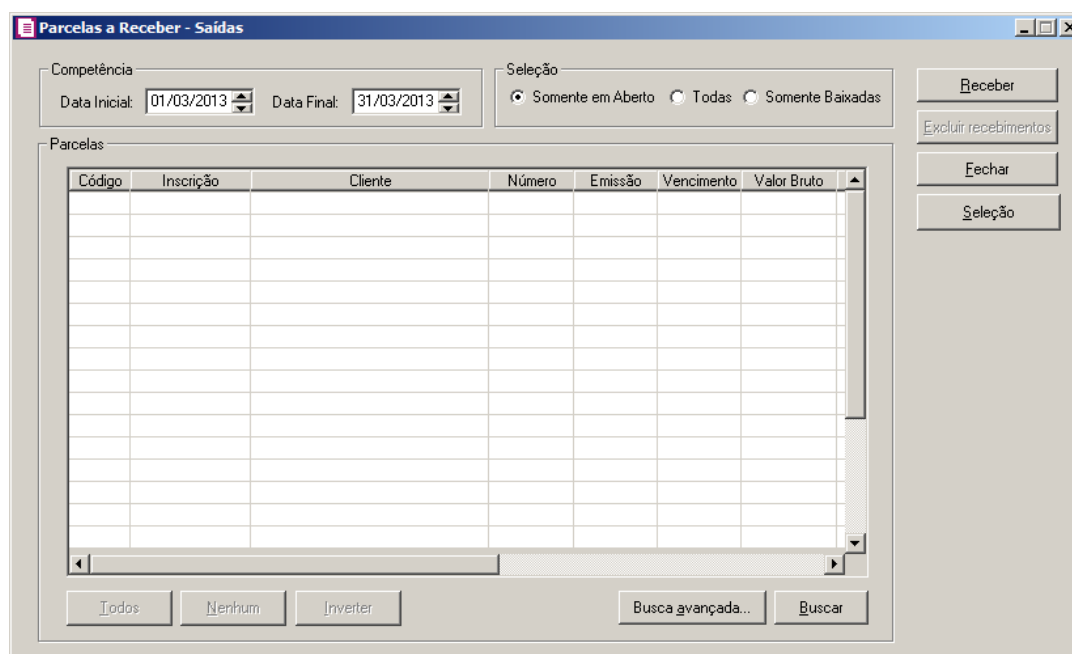 Parcelas a Receber - Saídas
Competência
Data Inicial: 01/03/2013 Data Final: 31/03/2013
Seleção
Somente em Aberto Todas Somente Baixadas
Receber
Excluir recebimentos
Fechar
Seleção
Parcelas
Código Inscrição Cliente Número Emissão Vencimento Valor Bruto
Todos Nenhum Inverter Busca avançada... Buscar